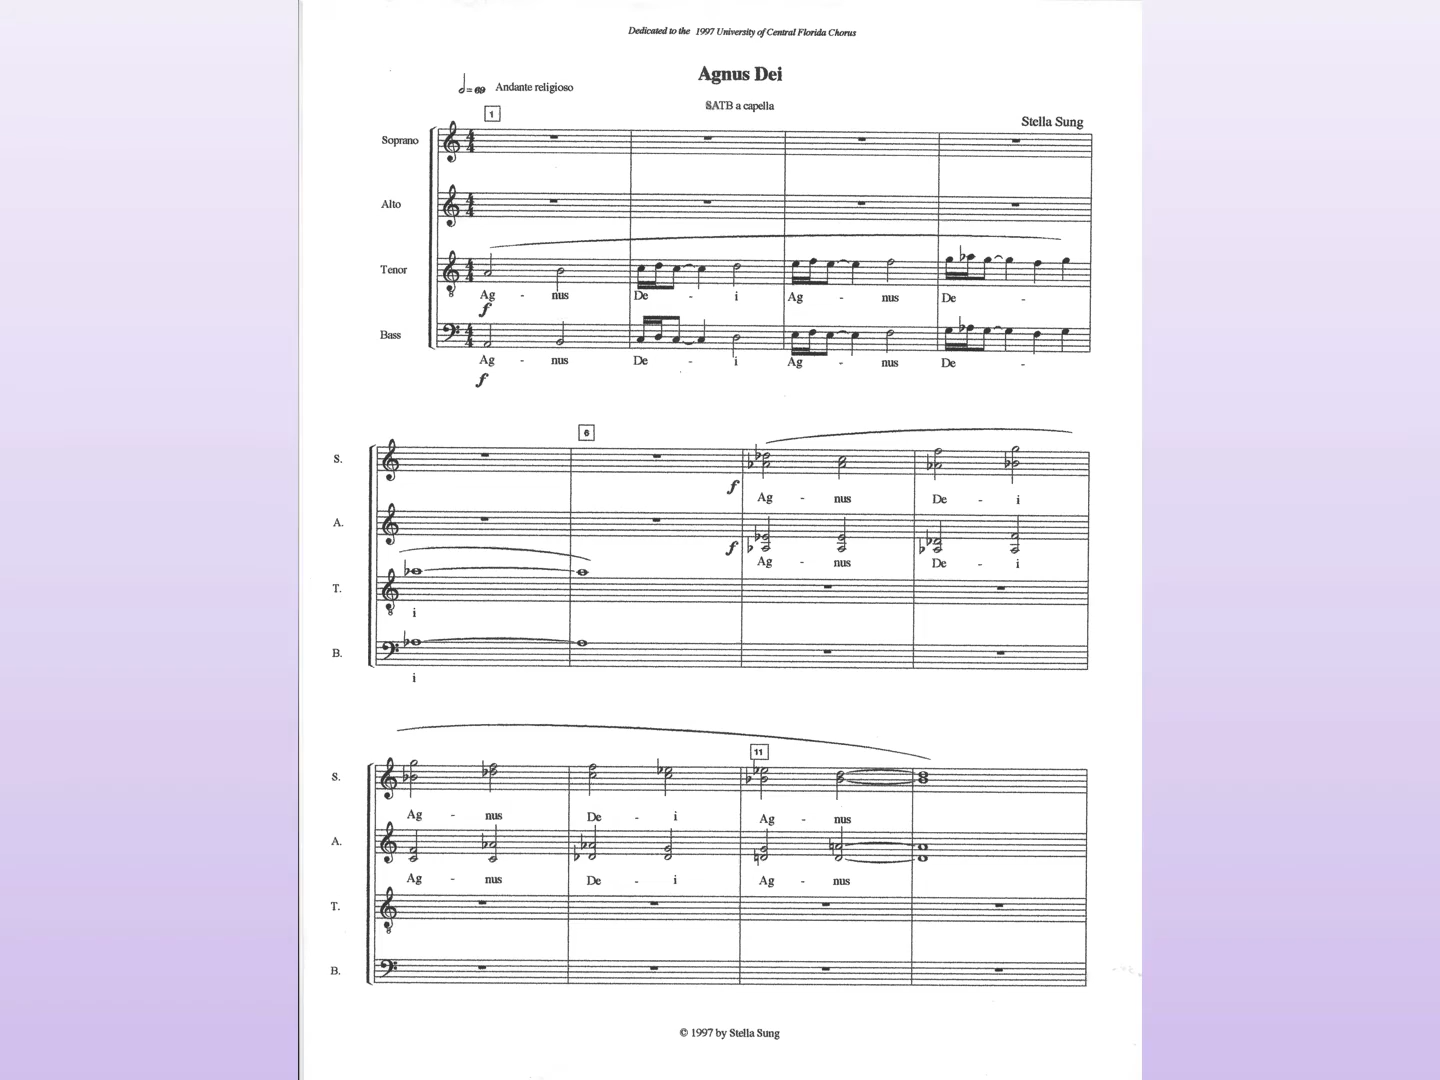 Dedicated to the 1997 University of Central Florida Chorus
Agnus Dei
= 69 Andante religioso
SATB a capella
1
Stella Sung
Soprano
Alto
Tenor
8
Ag - nus De - i Ag - nus De -
f
Bass
Ag - nus De - i Ag - nus De -
f
6
S.
f
Ag - nus De - i
A.
f
Ag - nus De - i
T.
8
i
B.
i
11
S.
Ag - nus De - i Ag - nus
A.
Ag - nus De - i Ag - nus
T.
8
B.
© 1997 by Stella Sung